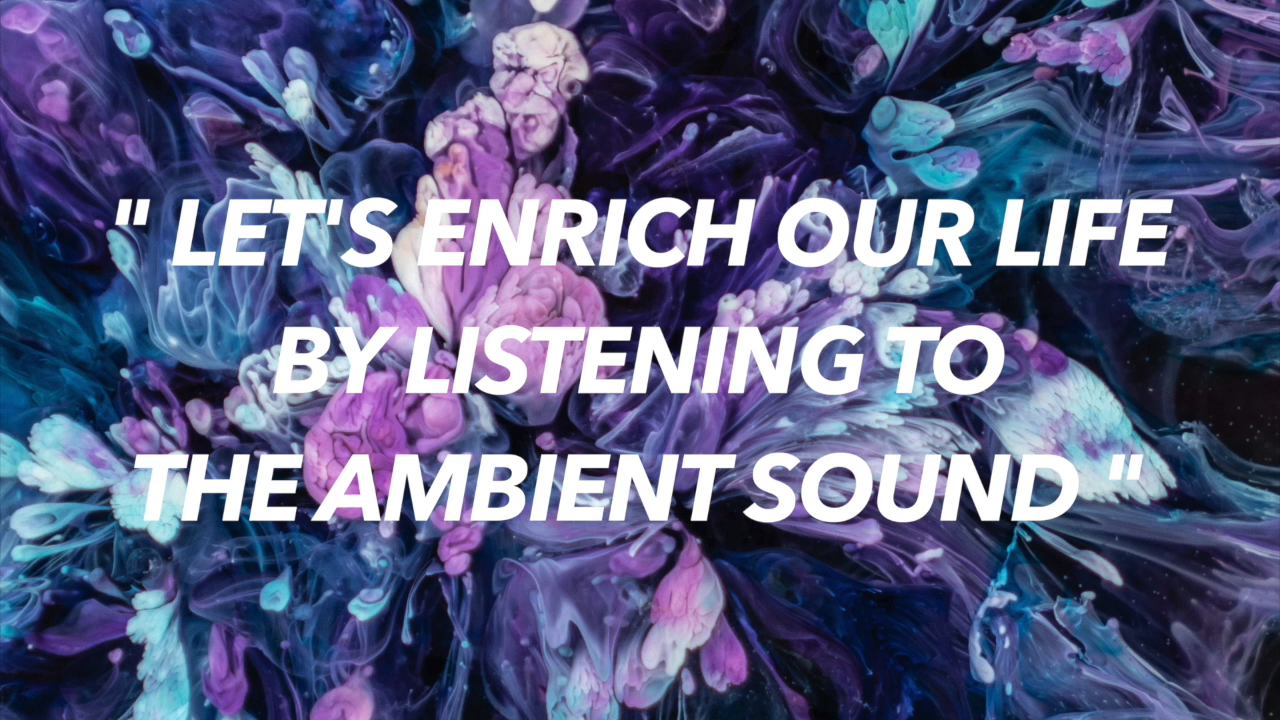 " LET'S ENRICH OUR LIFE
BY LISTENING TO
THE AMBIENT SOUND "